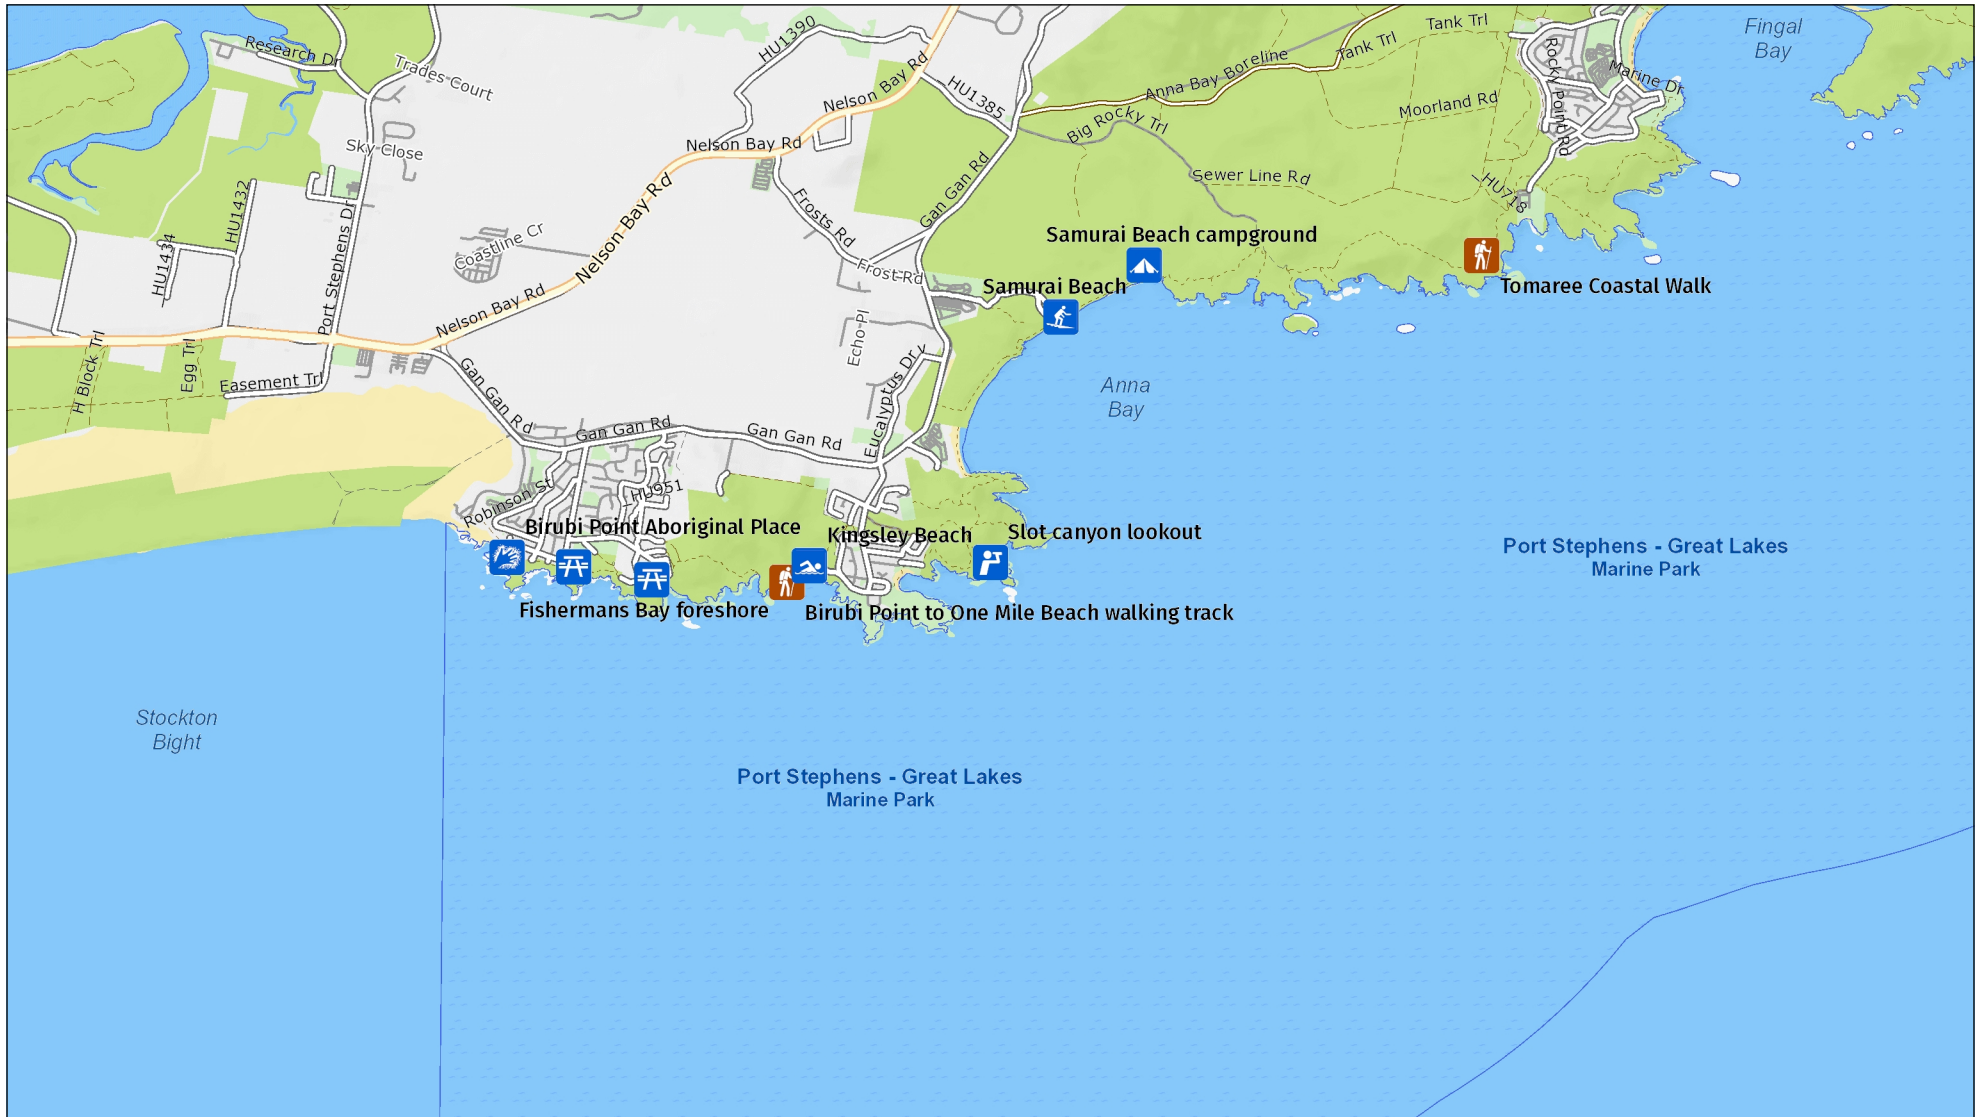 Fingal
Bay
Tank Trl
HU1390
Research Dr
Trades Court
Tank Trl
Anna Bay Boreline
Marine Dr
Rocky Point Rd
Nelson Bay Rd
HU1385
Moorland Rd
Big Rocky Trl
Sky Close
Nelson Bay Rd
Sewer Line Rd
HU718
HU1432
Gan Gan Rd
Nelson Bay Rd
Frosts Rd
Port Stephens Dr
HU1434
Coastline Cr
Samurai Beach campground
Frost Rd
Samurai Beach
Tomaree Coastal Walk
Nelson Bay Rd
Echo Pl
H Block Trl
Egg Trl
Easement Trl
Gan Gan Rd
Eucalyptus Drv
Anna
Bay
Gan Gan Rd
Gan Gan Rd
Robinson St
HU951
Birubi Point Aboriginal Place
Kingsley Beach
Slot canyon lookout
Port Stephens - Great Lakes
Marine Park
Fishermans Bay foreshore
Birubi Point to One Mile Beach walking track
Stockton
Bight
Port Stephens - Great Lakes
Marine Park